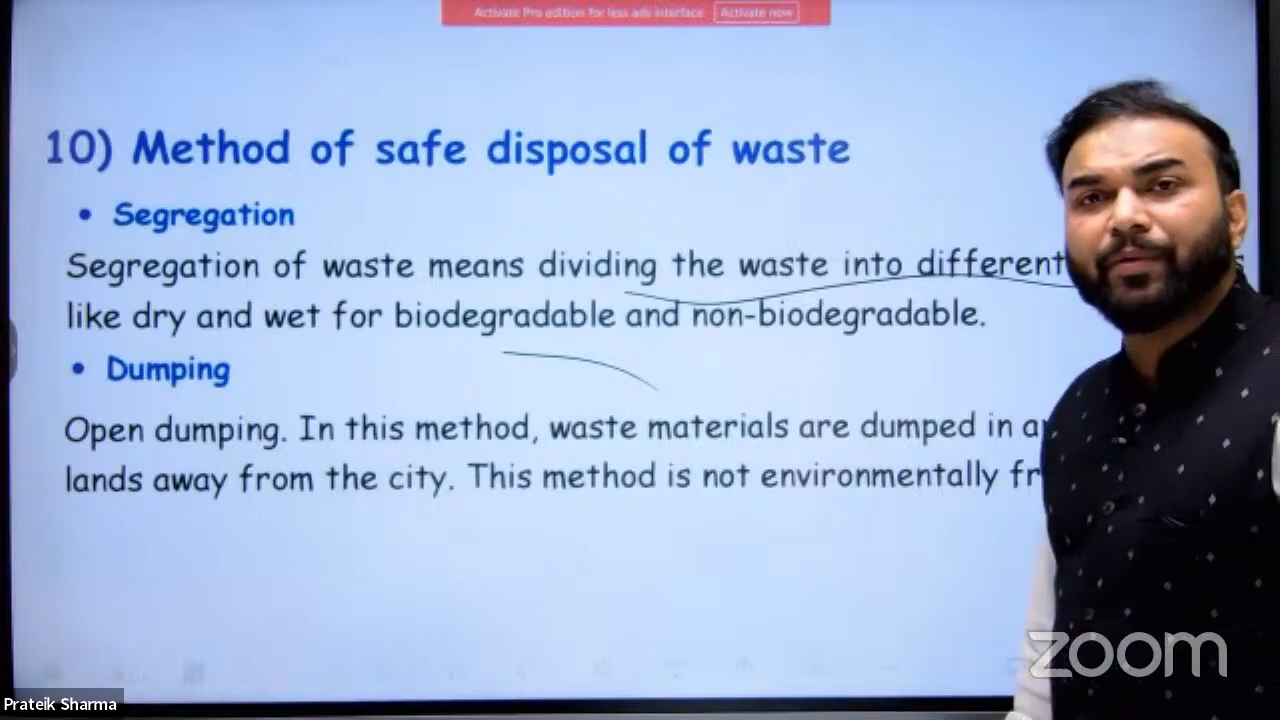 Activate Pro edition for less ads interface Activate now
10) Method of safe disposal of waste
• Segregation
Segregation of waste means dividing the waste into different
like dry and wet for biodegradable and non-biodegradable.
• Dumping
Open dumping. In this method, waste materials are dumped in
lands away from the city. This method is not environmentally
zoom
Prateik Sharma